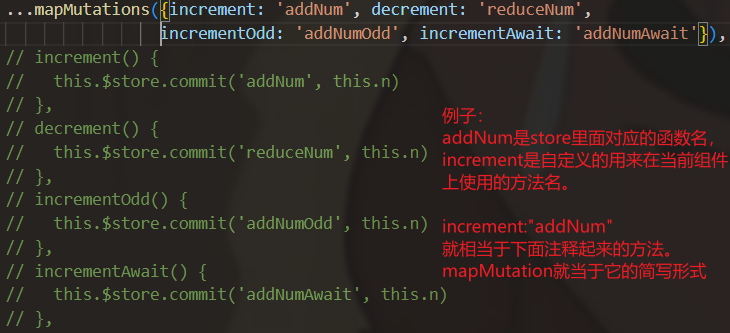 ...mapMutations({increment: 'addNum', decrement: 'reduceNum',
incrementOdd: 'addNumOdd', incrementAwait: 'addNumAwait'}),
// increment() {
//   this.$store.commit('addNum', this.n)
// },
// decrement() {
//   this.$store.commit('reduceNum', this.n)
// },
// incrementOdd() {
//   this.$store.commit('addNumOdd', this.n)
// },
// incrementAwait() {
//   this.$store.commit('addNumAwait', this.n)
// },
例子：
addNum是store里面对应的函数名，
increment是自定义的用来在当前组件
上使用的方法名。
increment:"addNum"
就相当于下面注释起来的方法。
mapMutation就当于它的简写形式